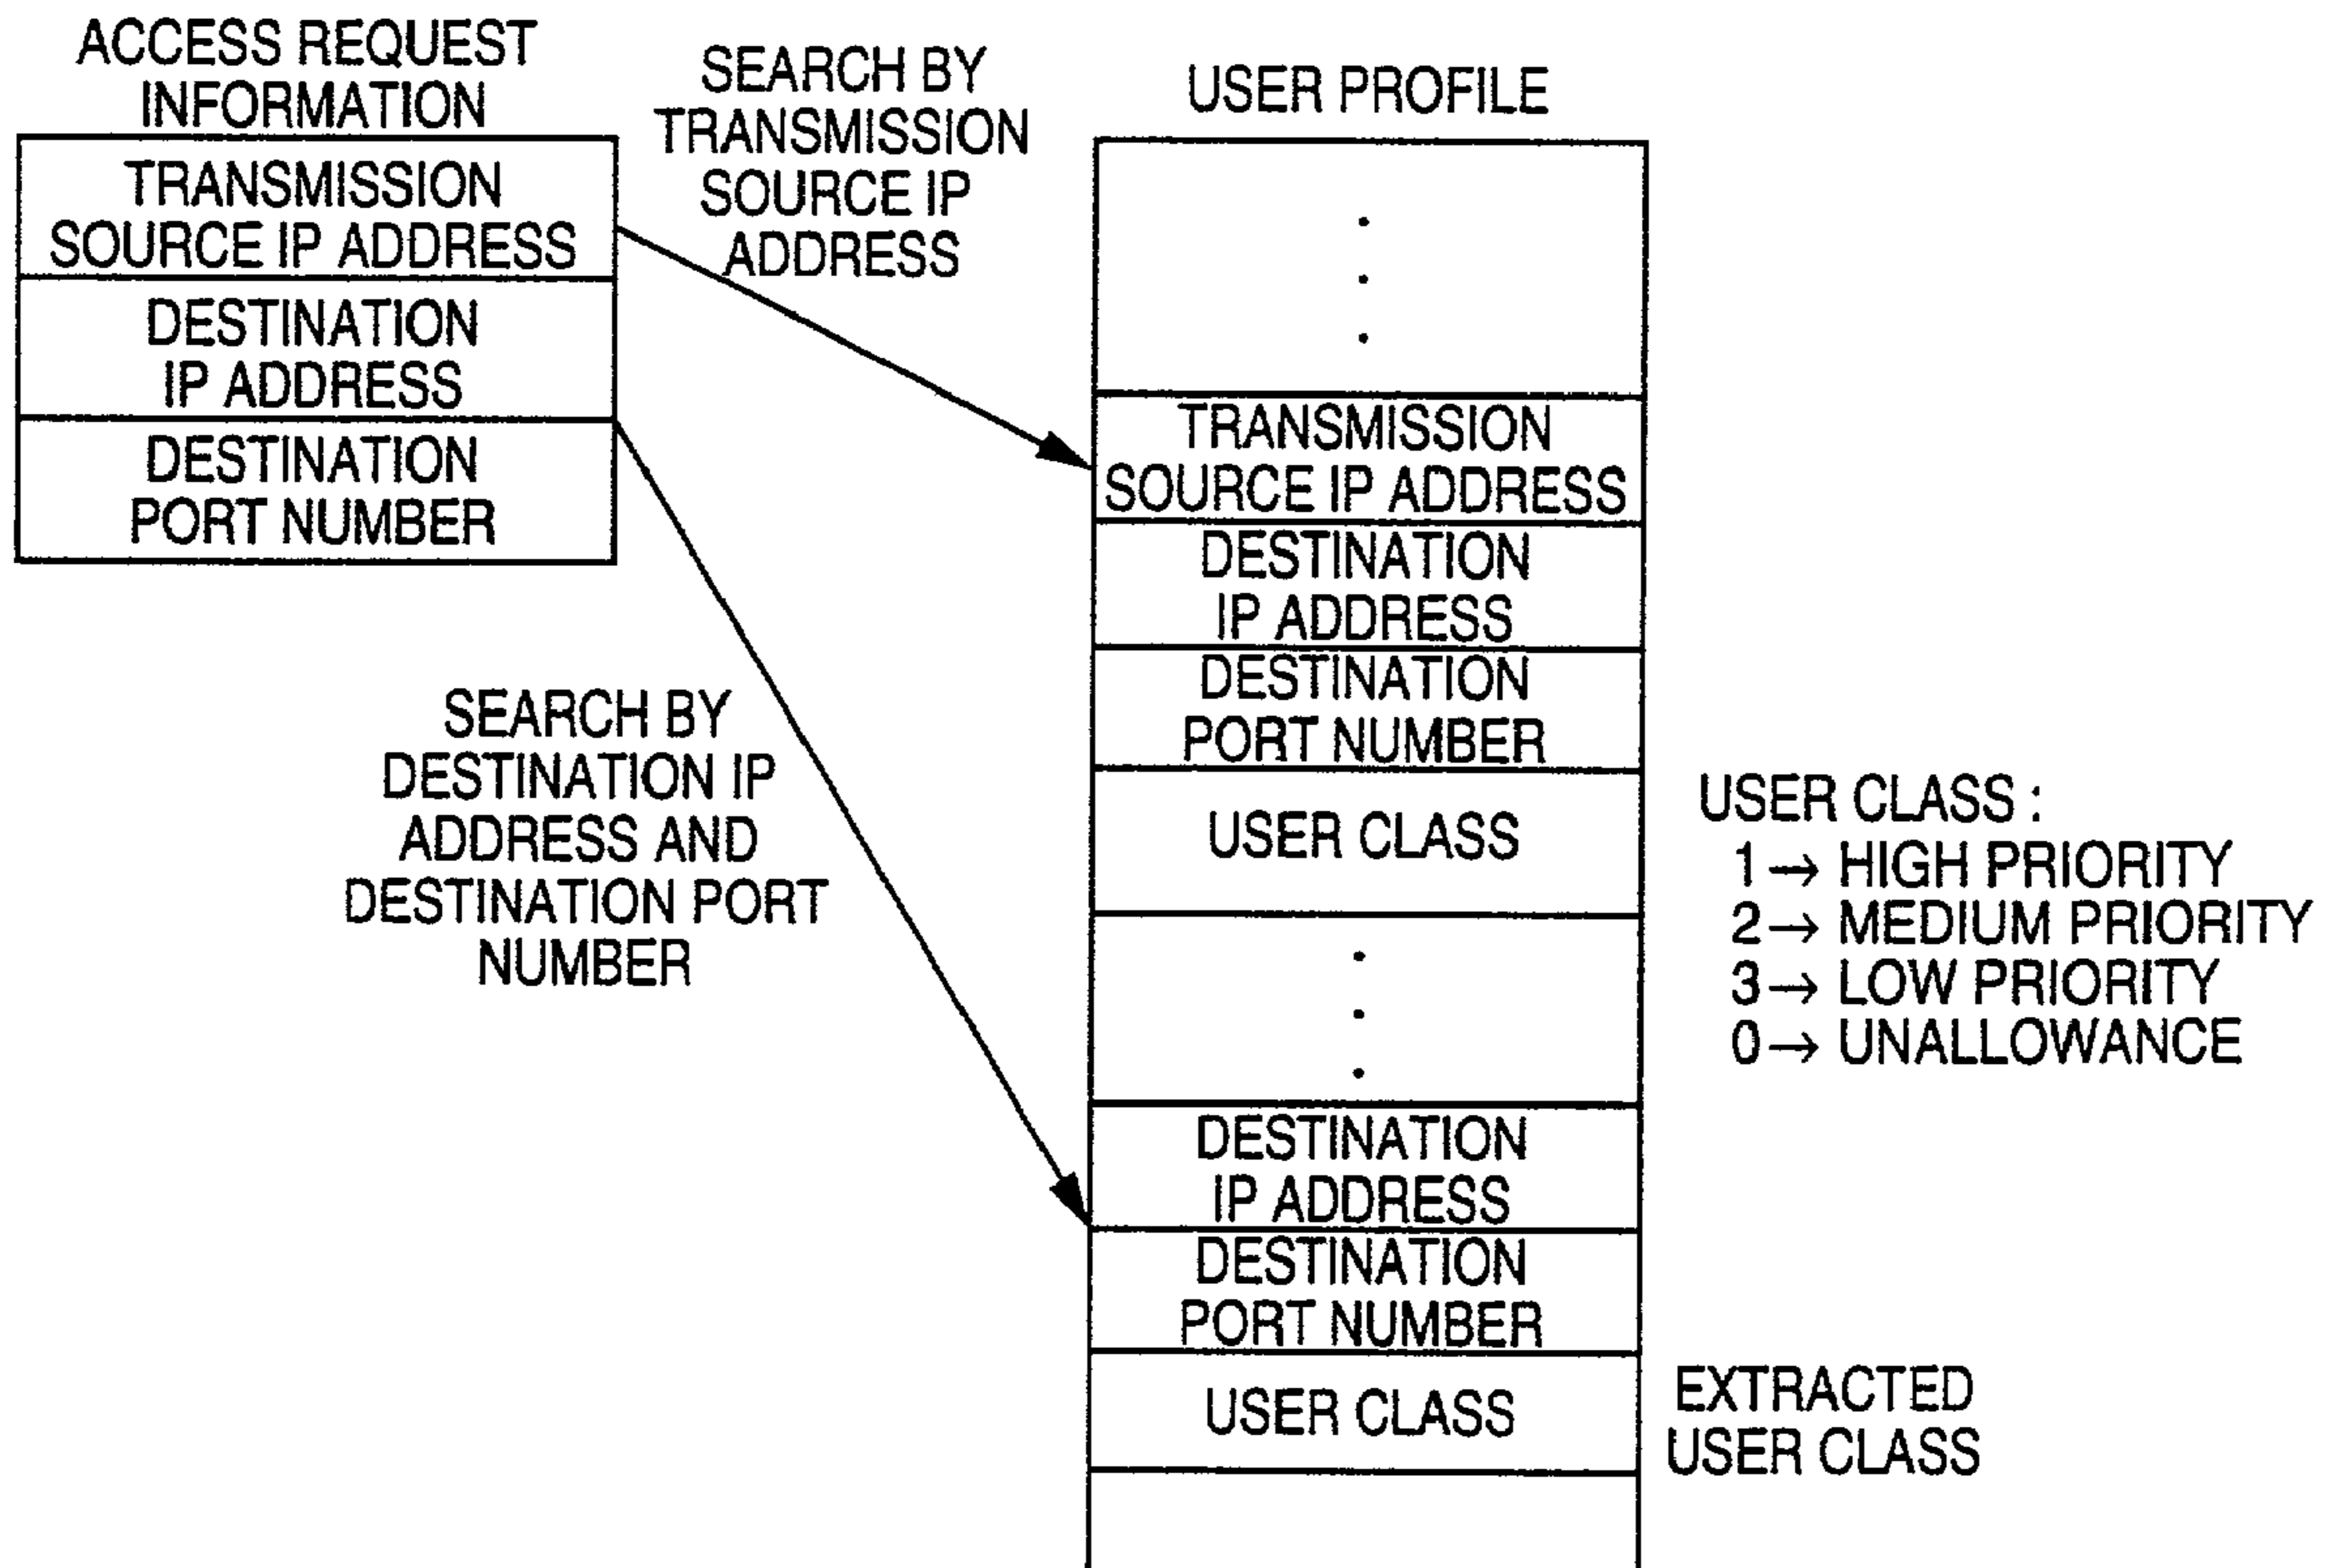 ACCESS REQUEST
INFORMATION
TRANSMISSION
SOURCE IP ADDRESS
DESTINATION
IP ADDRESS
DESTINATION
PORT NUMBER
SEARCH BY
TRANSMISSION
SOURCE IP
ADDRESS
SEARCH BY
DESTINATION IP
ADDRESS AND
DESTINATION PORT
NUMBER
USER PROFILE
.
.
.
TRANSMISSION
SOURCE IP ADDRESS
DESTINATION
IP ADDRESS
DESTINATION
PORT NUMBER
USER CLASS
.
.
.
DESTINATION
IP ADDRESS
DESTINATION
PORT NUMBER
USER CLASS
USER CLASS :
1→ HIGH PRIORITY
2→ MEDIUM PRIORITY
3→ LOW PRIORITY
0→ UNALLOWANCE
EXTRACTED
USER CLASS